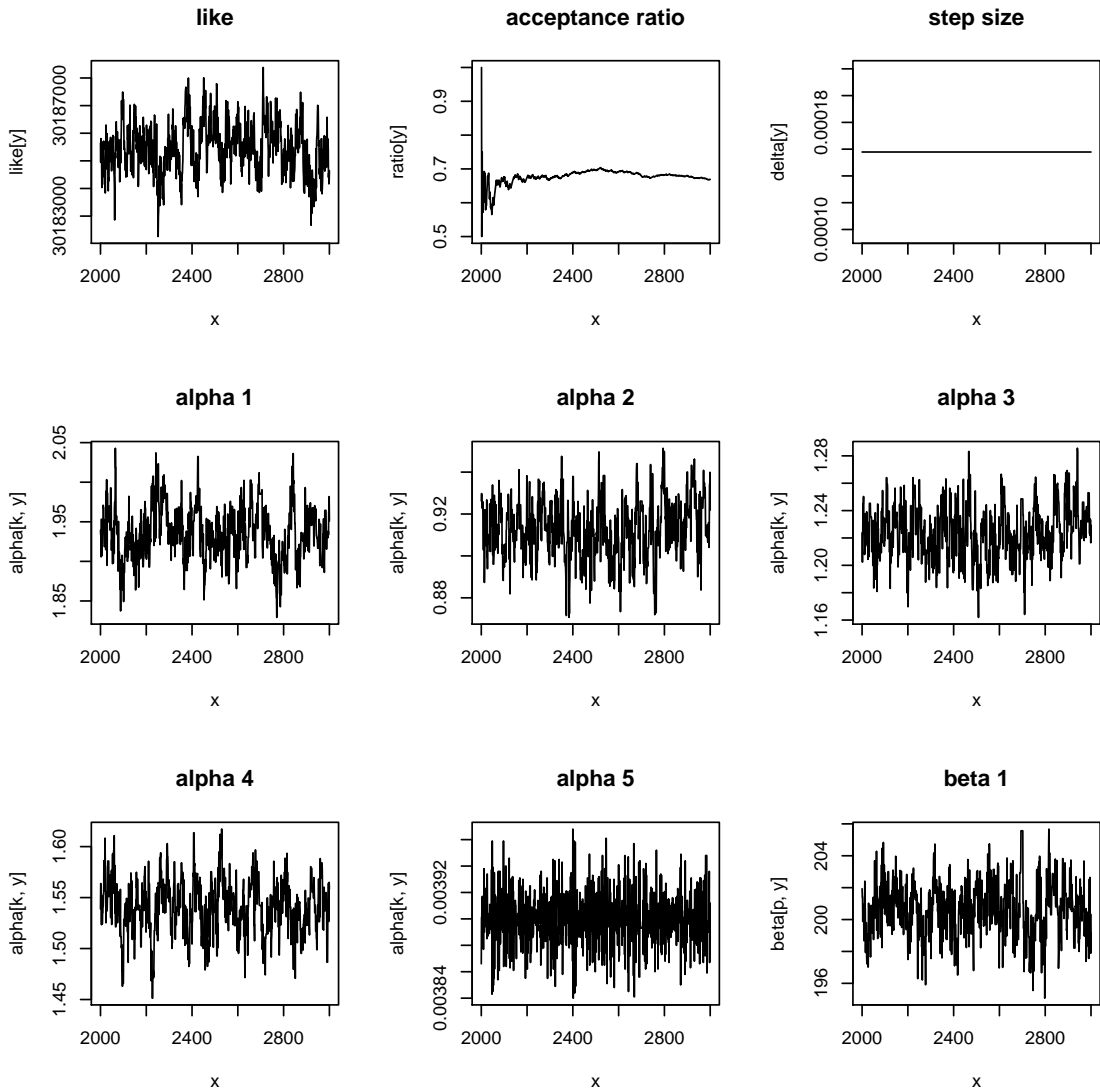 like
acceptance ratio
step size
like[y]
30183000
30187000
2000
2400
2800
x
ratio[y]
0.5
0.7
0.9
2000
2400
2800
x
delta[y]
0.00010
0.00018
2000
2400
2800
x
alpha 1
alpha 2
alpha 3
alpha[k, y]
1.85
1.95
2.05
2000
2400
2800
x
alpha[k, y]
0.88
0.92
2000
2400
2800
x
alpha[k, y]
1.16
1.20
1.24
1.28
2000
2400
2800
x
alpha 4
alpha 5
beta 1
alpha[k, y]
1.45
1.50
1.55
1.60
2000
2400
2800
x
alpha[k, y]
0.00384
0.00392
2000
2400
2800
x
beta[p, y]
196
200
204
2000
2400
2800
x